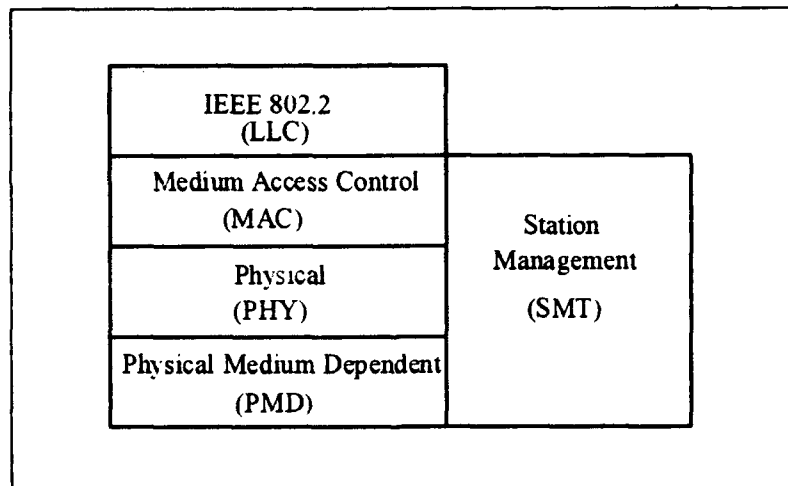 IEEE 802.2
(LLC)
Medium Access Control
(MAC)
Physical
(PHY)
Physical Medium Dependent
(PMD)
Station
Management
(SMT)